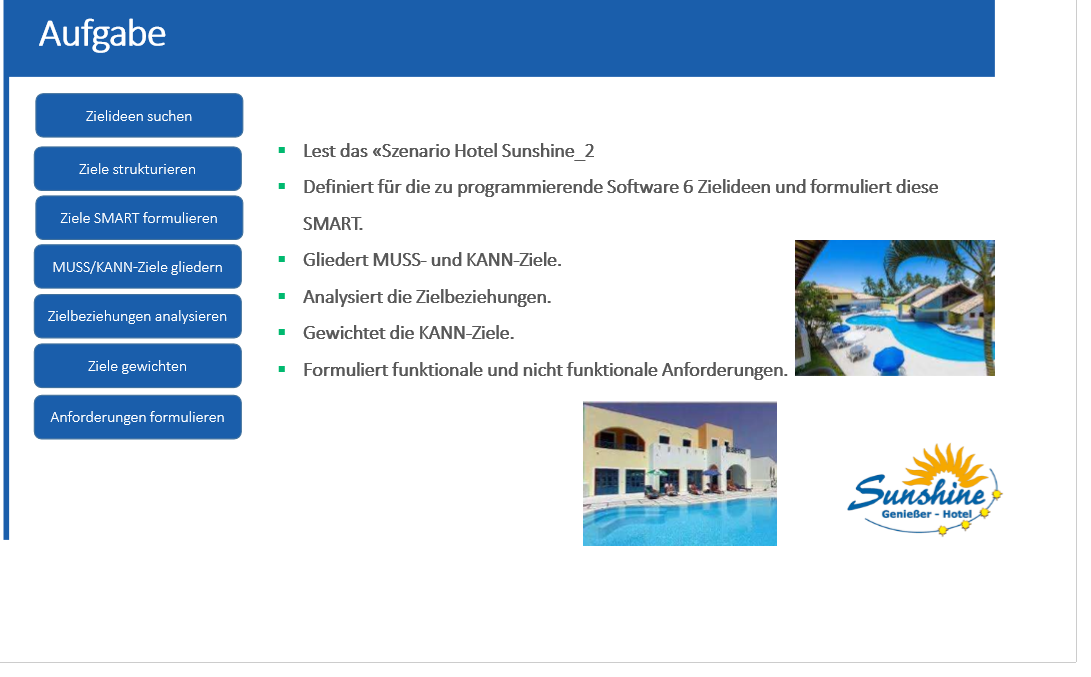 Aufgabe
Zielideen suchen
Ziele strukturieren
Ziele SMART formulieren
MUSS/KANN-Ziele gliedern
Zielbeziehungen analysieren
Ziele gewichten
Anforderungen formulieren
▪ Lest das «Szenario Hotel Sunshine_2
▪ Definiert für die zu programmierende Software 6 Zielideen und formuliert diese
SMART.
▪ Gliedert MUSS- und KANN-Ziele.
▪ Analysiert die Zielbeziehungen.
▪ Gewichtet die KANN-Ziele.
▪ Formuliert funktionale und nicht funktionale Anforderungen.
Sunshine
Genießer - Hotel